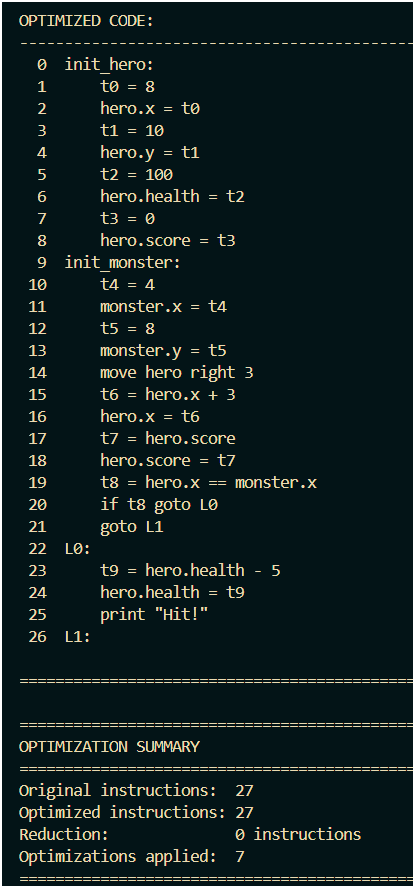 OPTIMIZED CODE:
--------------------------------------------
0 init_hero:
1 t0 = 8
2 hero.x = t0
3 t1 = 10
4 hero.y = t1
5 t2 = 100
6 hero.health = t2
7 t3 = 0
8 hero.score = t3
9 init_monster:
10 t4 = 4
11 monster.x = t4
12 t5 = 8
13 monster.y = t5
14 move hero right 3
15 t6 = hero.x + 3
16 hero.x = t6
17 t7 = hero.score
18 hero.score = t7
19 t8 = hero.x == monster.x
20 if t8 goto L0
21 goto L1
22 L0:
23 t9 = hero.health - 5
24 hero.health = t9
25 print "Hit!"
26 L1:
============================================
============================================
OPTIMIZATION SUMMARY
============================================
Original instructions: 27
Optimized instructions: 27
Reduction: 0 instructions
Optimizations applied: 7
============================================